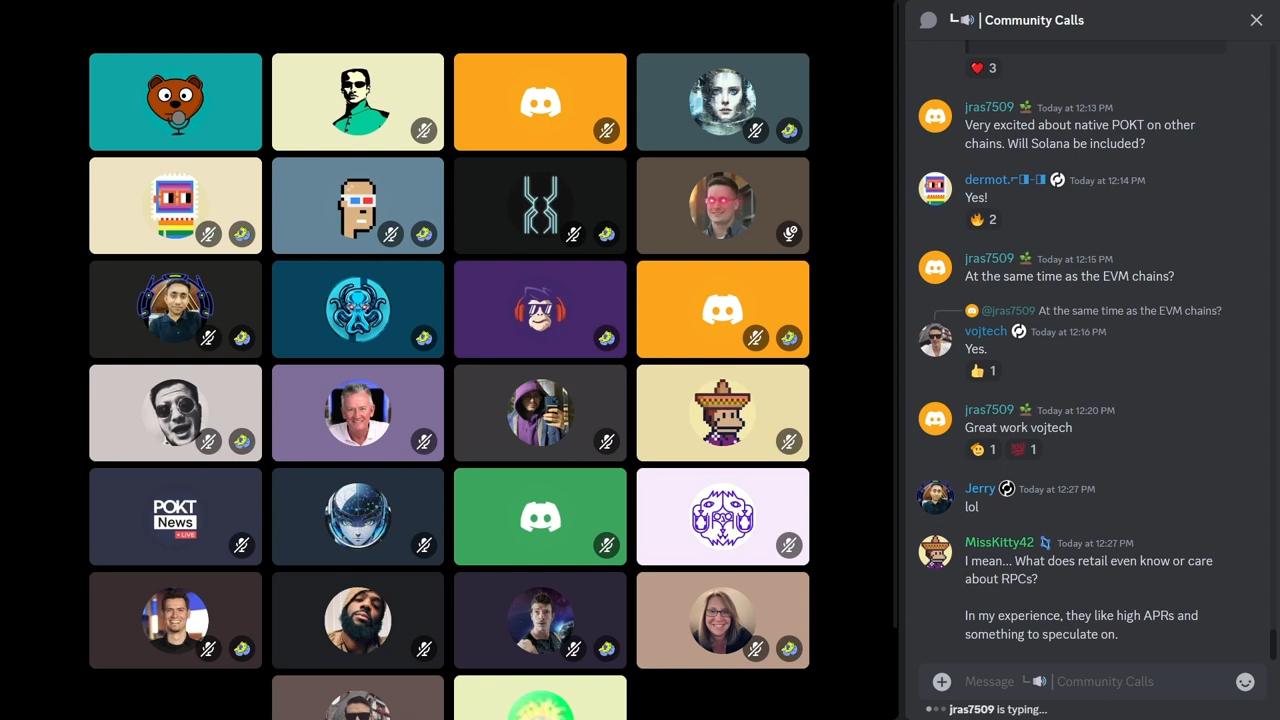 POKT
News
LIVE
┗🔊 | Community Calls
❤️ 3
jras7509 🌱 Today at 12:13 PM
Very excited about native POKT on other
chains. Will Solana be included?
dermot.⌐◨-◨ Today at 12:14 PM
Yes!
🔥 2
jras7509 🌱 Today at 12:15 PM
At the same time as the EVM chains?
@jras7509 At the same time as the EVM chains?
vojtech Today at 12:16 PM
Yes.
👍 1
jras7509 🌱 Today at 12:20 PM
Great work vojtech
🫡 1 💯 1
Jerry Today at 12:27 PM
lol
MissKitty42 Today at 12:27 PM
I mean... What does retail even know or care
about RPCs?
In my experience, they like high APRs and
something to speculate on.
Message ┗🔊 | Community Calls
jras7509 is typing...